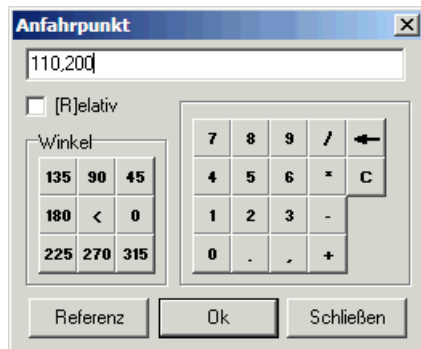 Anfahrpunkt
110,200
[R]elativ
Winkel
135 90 45
180 < 0
225 270 315
7 8 9 / ←
4 5 6 * C
1 2 3 -
0 . , +
Referenz Ok Schließen